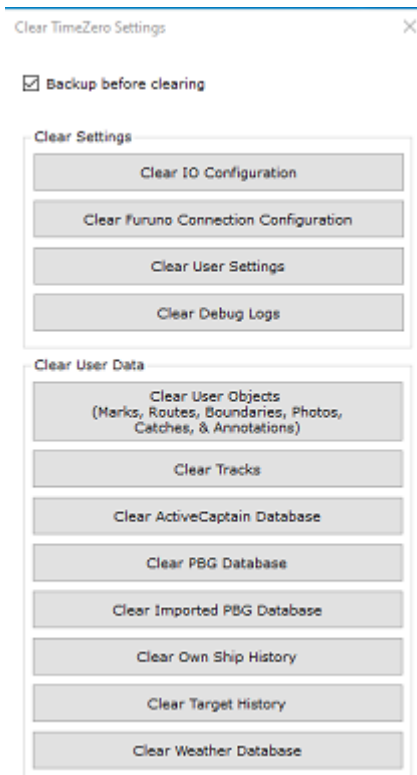 Clear TimeZero Settings
Backup before clearing
Clear Settings
Clear IO Configuration
Clear Furuno Connection Configuration
Clear User Settings
Clear Debug Logs
Clear User Data
Clear User Objects
(Marks, Routes, Boundaries, Photos,
Catches, & Annotations)
Clear Tracks
Clear ActiveCaptain Database
Clear PBG Database
Clear Imported PBG Database
Clear Own Ship History
Clear Target History
Clear Weather Database